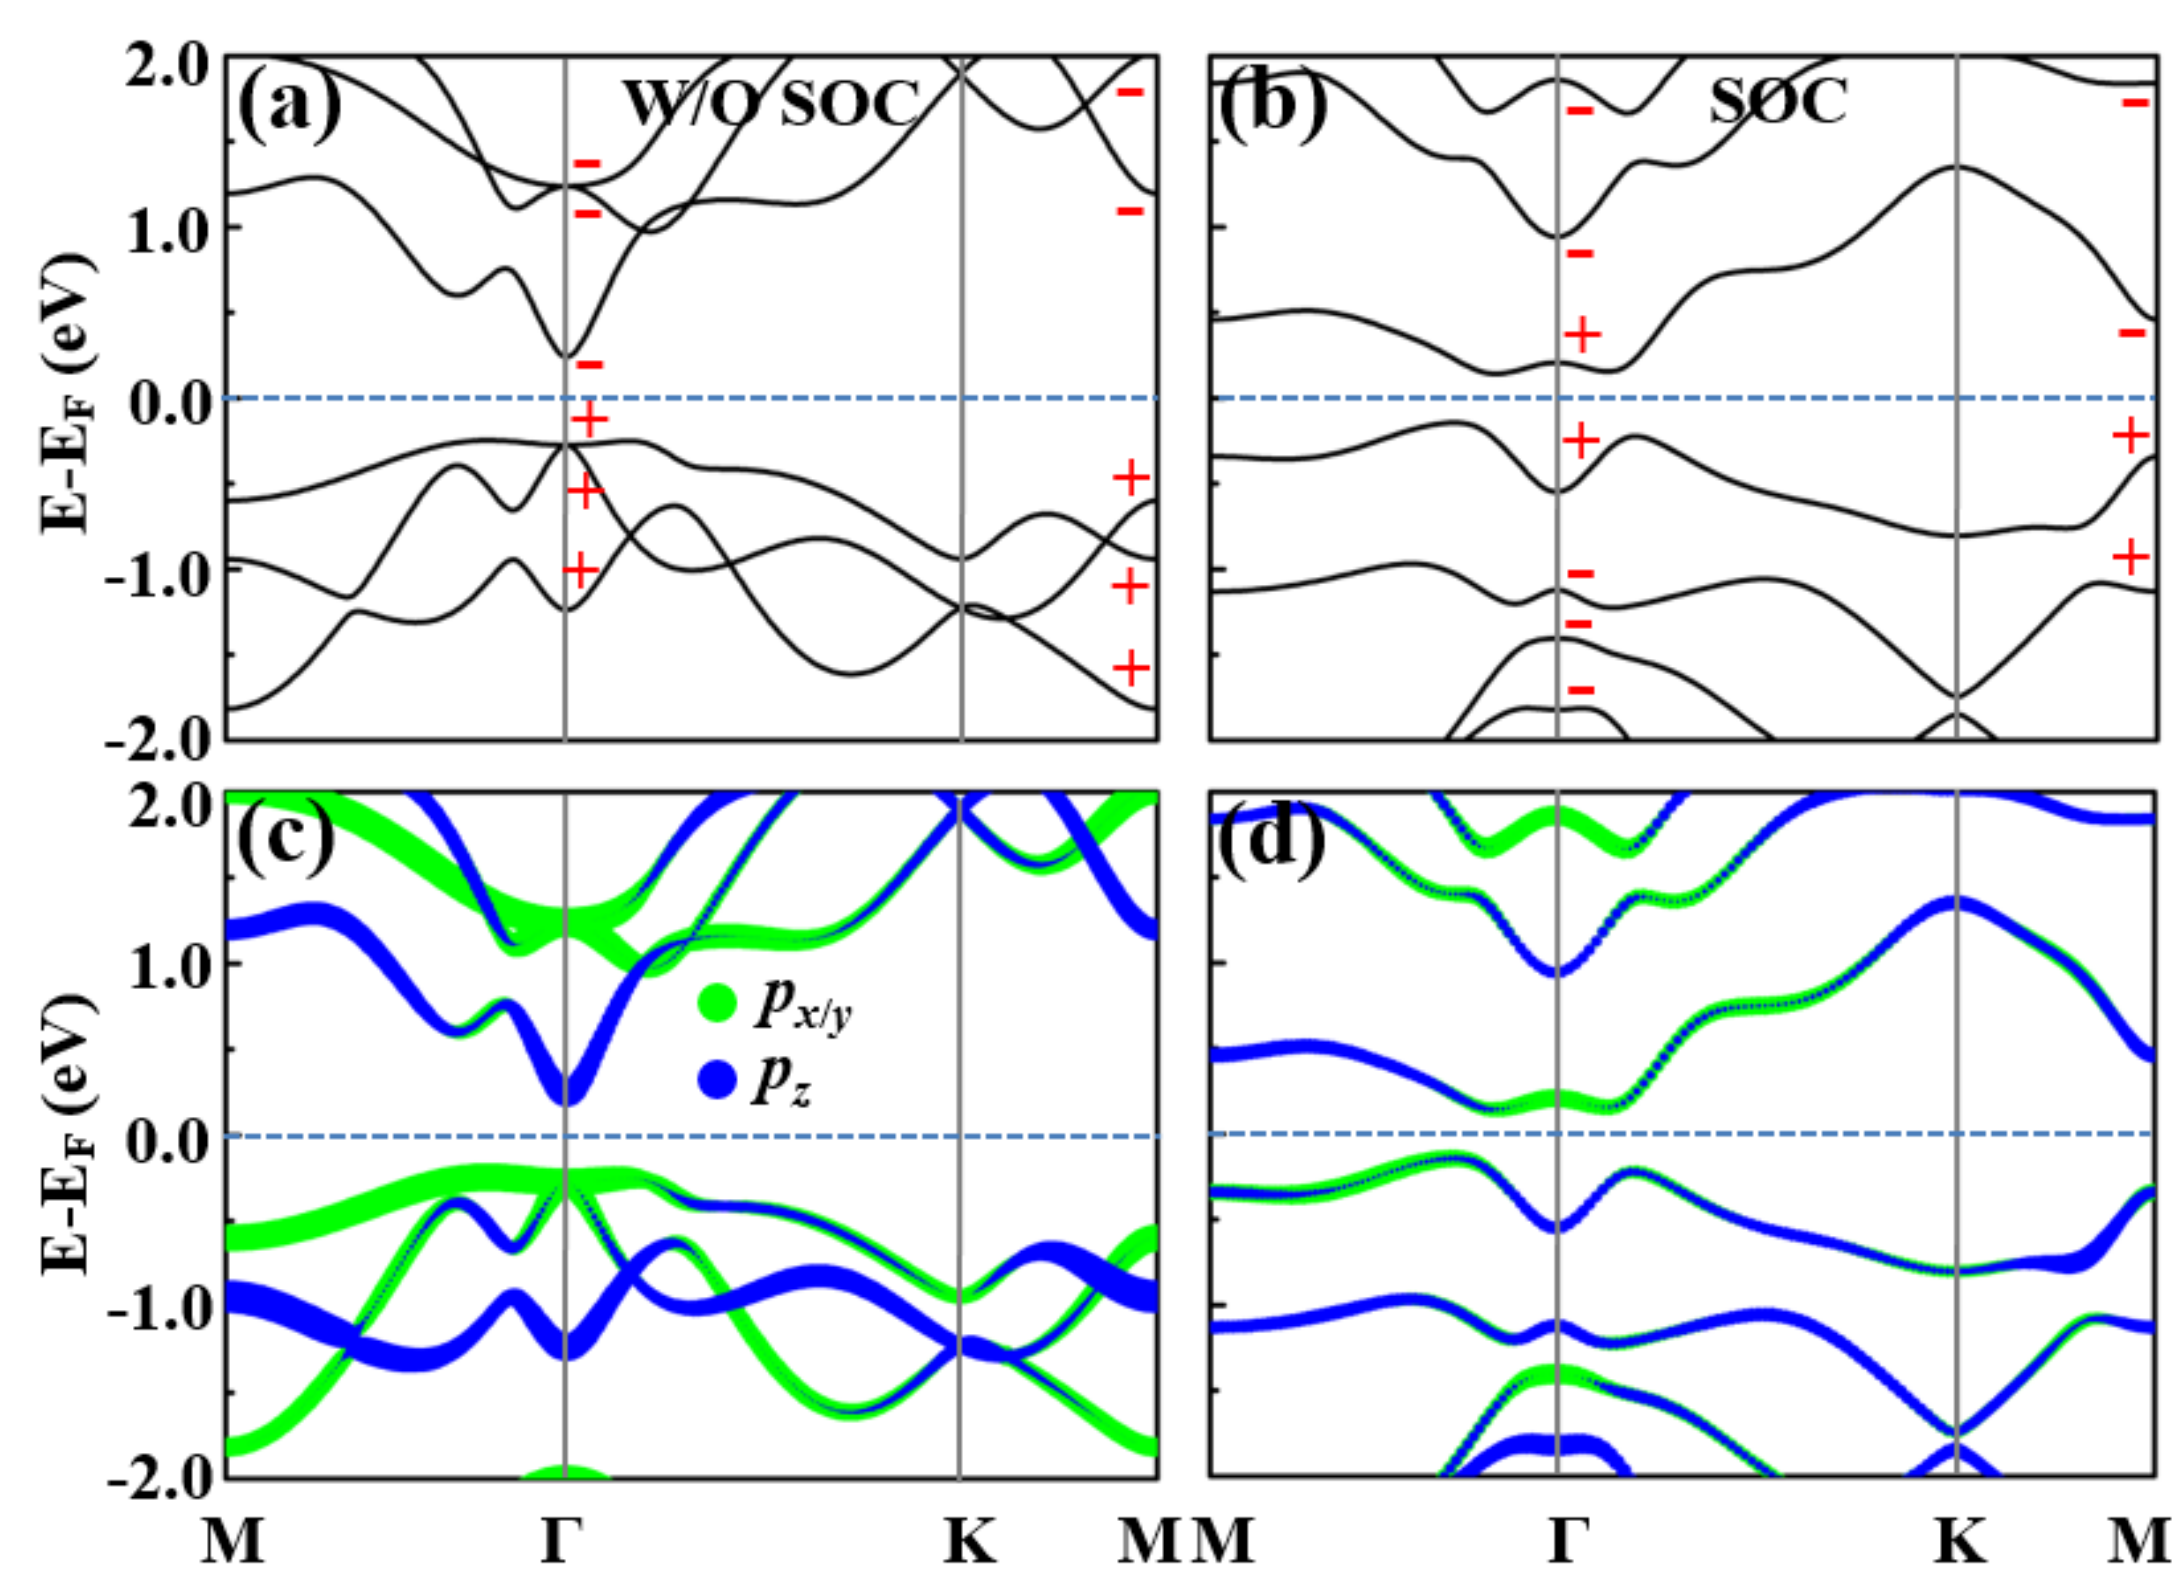 E-E_F (eV)
2.0
1.0
0.0
-1.0
-2.0
(a)
W/O SOC
-
-
-
+
+
+
-
-
+
+
+
(b)
SOC
-
-
+
+
-
-
-
-
-
+
+
E-E_F (eV)
2.0
1.0
0.0
-1.0
-2.0
(c)
p_x/y
p_z
(d)
M Γ K M M Γ K M